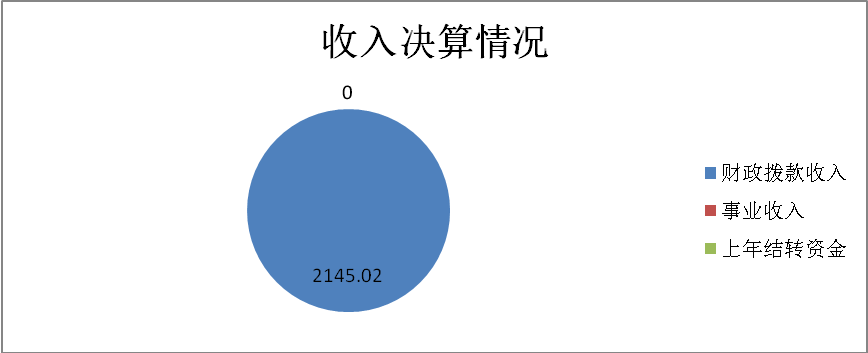 收入决算情况
0
2145.02
财政拨款收入
事业收入
上年结转资金